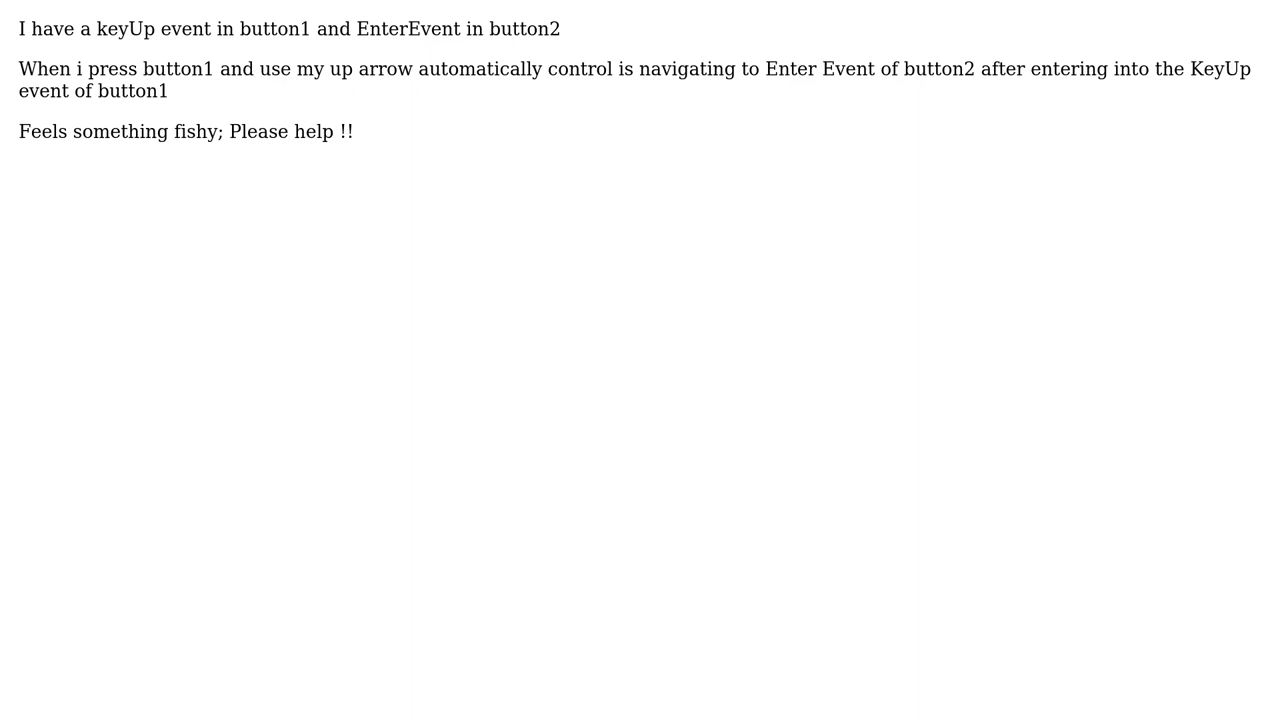 I have a keyUp event in button1 and EnterEvent in button2
When i press button1 and use my up arrow automatically control is navigating to Enter Event of button2 after entering into the KeyUp
event of button1
Feels something fishy; Please help !!